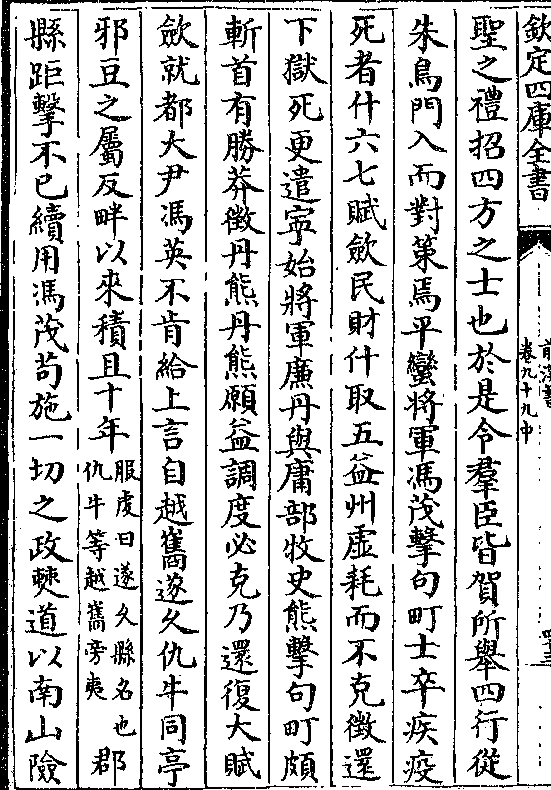 欽定四庫全書
前漢書
卷九十九中
聖之禮招四方之士也於是令羣臣皆賀所舉四行從
朱鳥門入而對策焉平蠻將軍馮茂擊句町士卒疾疫
死者什六七賦歛民財什取五益州虛耗而不克徵還
下獄死更遣寜始將軍廉丹與庸部牧史熊擊句町頗
斬首有勝莽徵丹熊丹熊願益調度必克乃還復大賦
歛就都大尹馮英不肯給上言自越嶲遂久仇牛同亭
邪豆之屬反畔以來積且十年服䖍曰遂久縣名也仇牛等越嶲旁夷郡
縣距擊不已續用馮茂茍施一切之政僰道以南山險